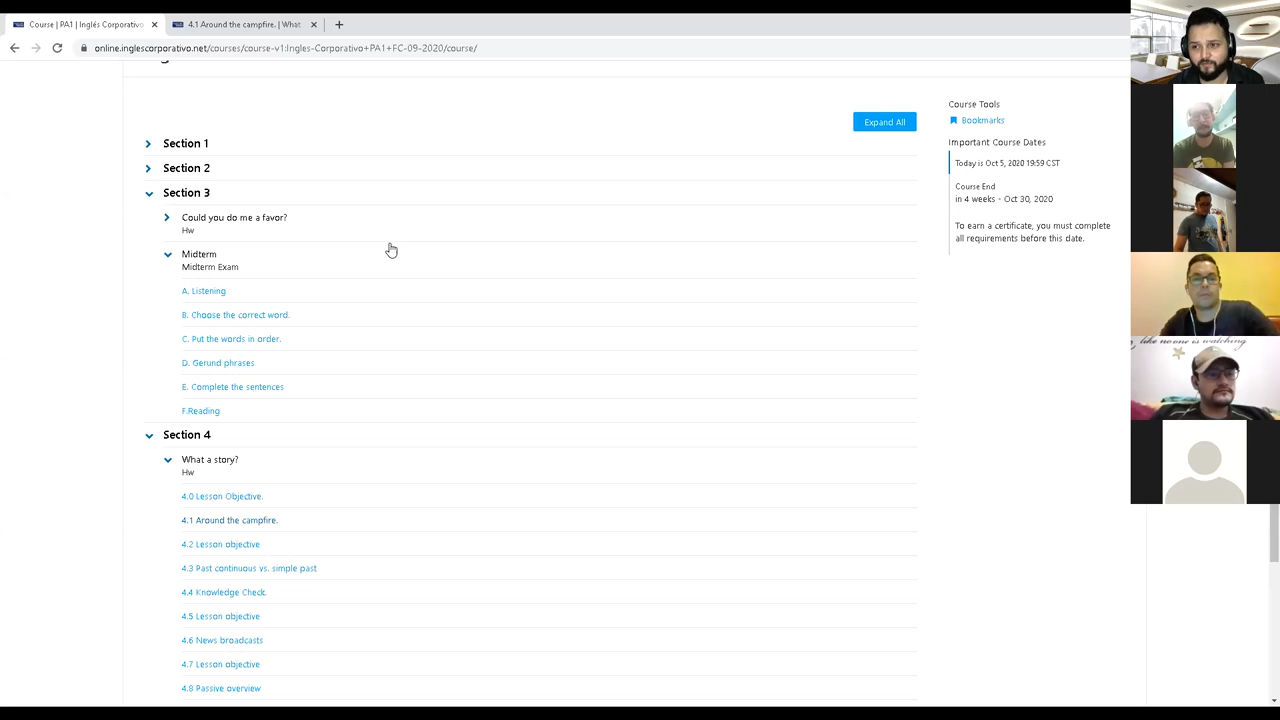 Course | PA1 | Inglés Corporativo
4.1 Around the campfire. | What
online.inglescorporativo.net/courses/course-v1:Ingles-Corporativo+PA1+FC-09-2020/course/
Expand All
Section 1
Section 2
Section 3
Could you do me a favor?
Hw
Midterm
Midterm Exam
A. Listening
B. Choose the correct word.
C. Put the words in order.
D. Gerund phrases
E. Complete the sentences
F.Reading
Section 4
What a story?
Hw
4.0 Lesson Objective.
4.1 Around the campfire.
4.2 Lesson objective
4.3 Past continuous vs. simple past
4.4 Knowledge Check.
4.5 Lesson objective
4.6 News broadcasts
4.7 Lesson objective
4.8 Passive overview
Course Tools
Bookmarks
Important Course Dates
Today is Oct 5, 2020 19:59 CST
Course End
in 4 weeks - Oct 30, 2020
To earn a certificate, you must complete
all requirements before this date.
like no one is watching